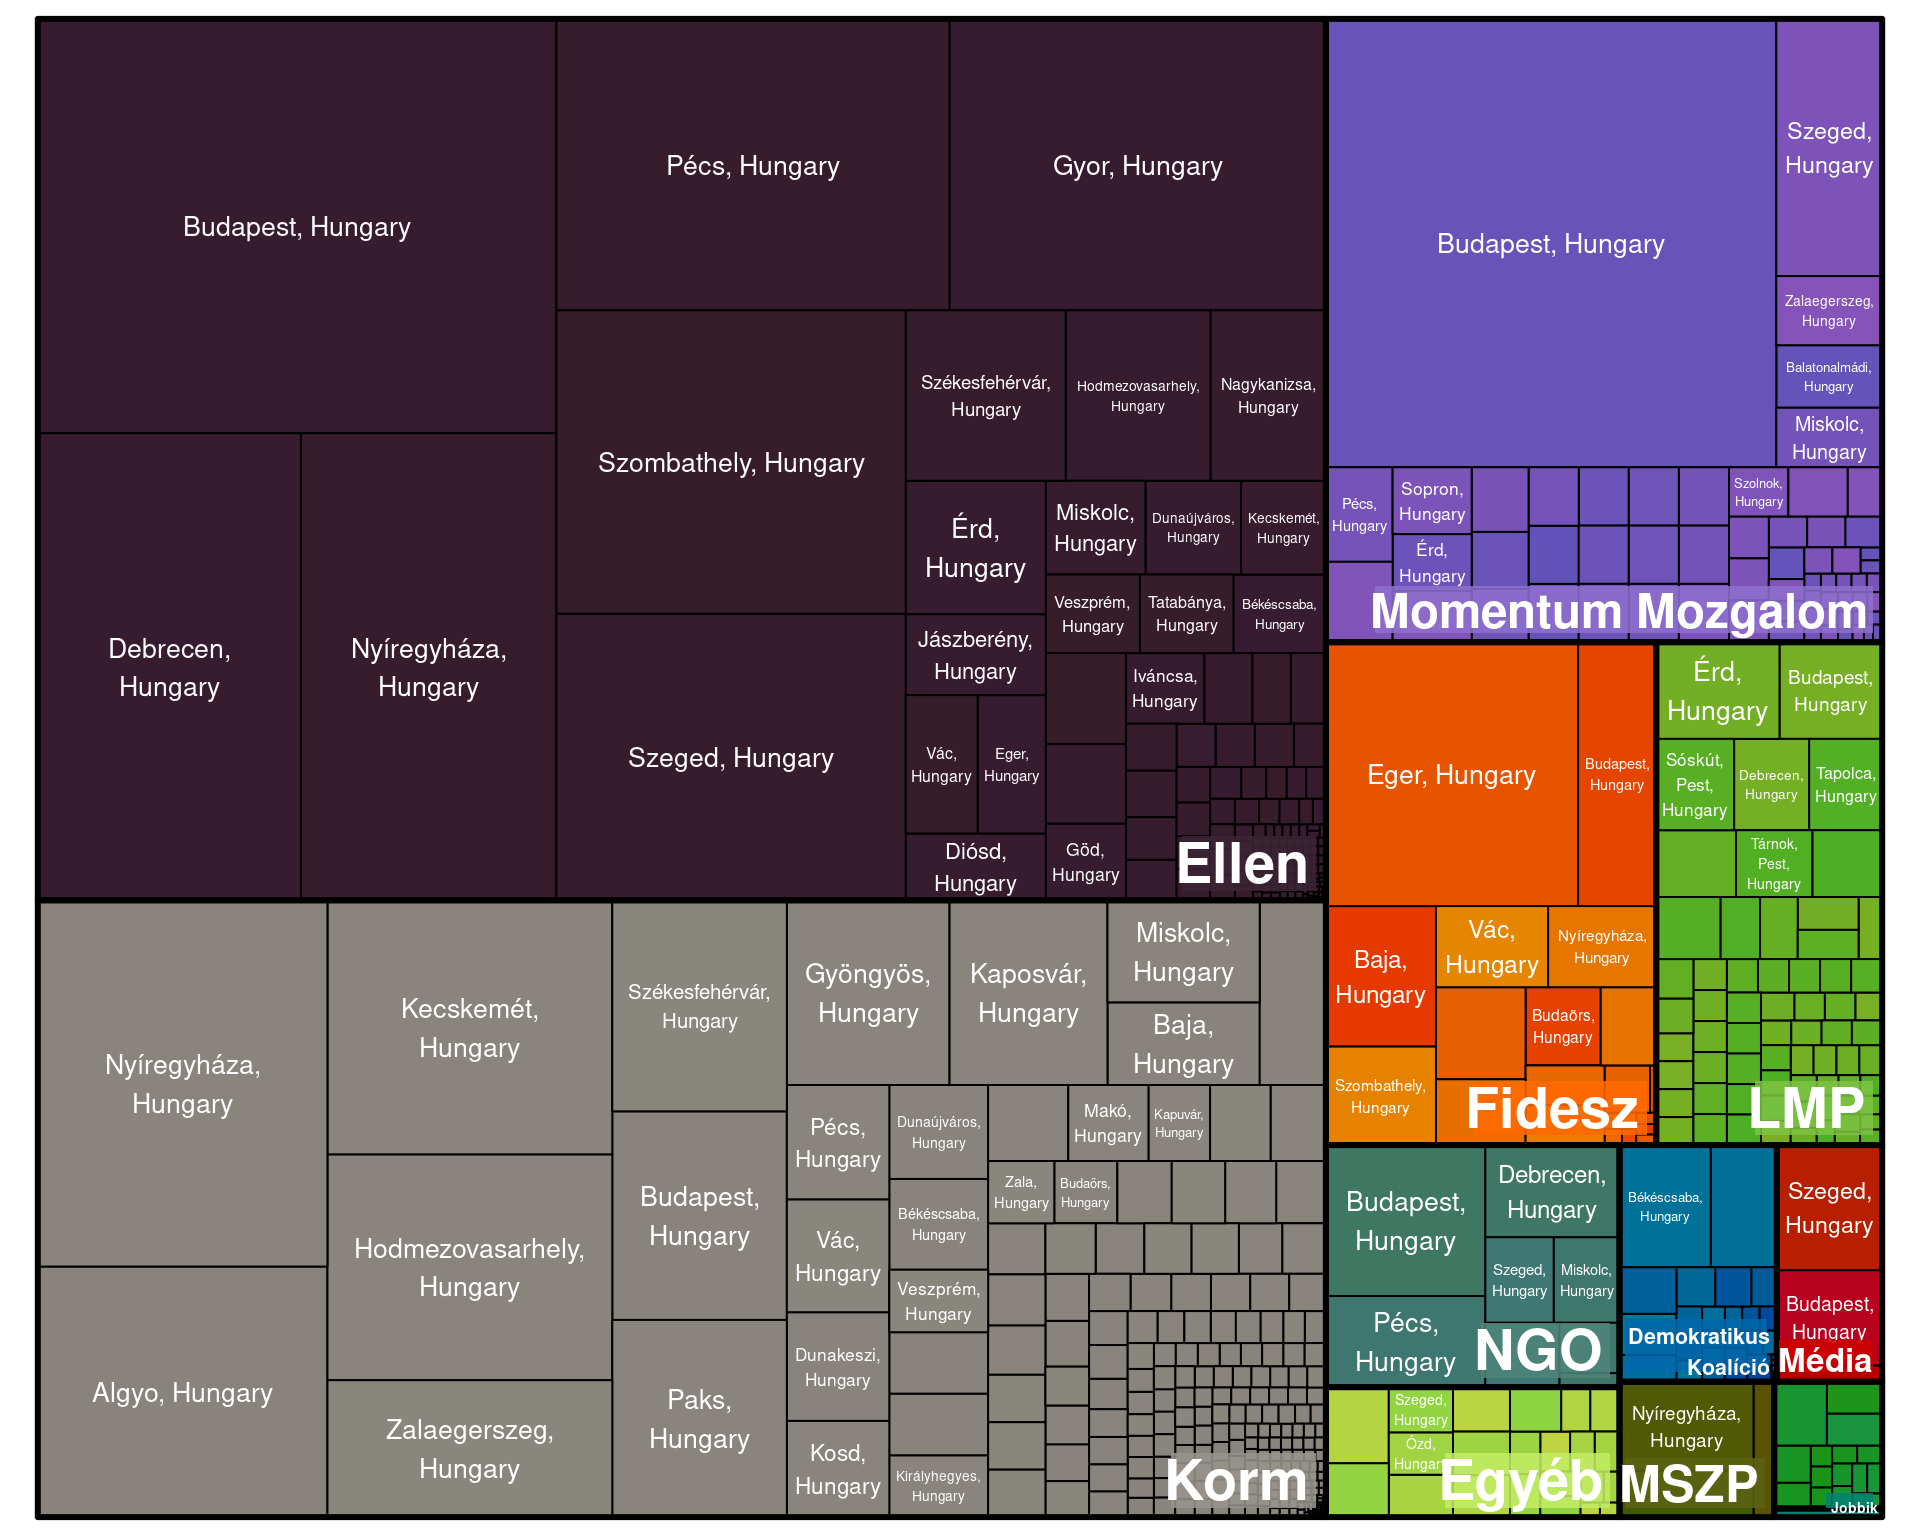 Budapest, Hungary
Pécs, Hungary
Gyor, Hungary
Debrecen,
Hungary
Nyíregyháza,
Hungary
Szombathely, Hungary
Szeged, Hungary
Székesfehérvár,
Hungary
Hodmezovasarhely,
Hungary
Nagykanizsa,
Hungary
Érd,
Hungary
Miskolc,
Hungary
Dunaújváros,
Hungary
Kecskemét,
Hungary
Veszprém,
Hungary
Tatabánya,
Hungary
Békéscsaba,
Hungary
Jászberény,
Hungary
Iváncsa,
Hungary
Vác,
Hungary
Eger,
Hungary
Diósd,
Hungary
Göd,
Hungary
Ellen
Nyíregyháza,
Hungary
Algyo, Hungary
Kecskemét,
Hungary
Hodmezovasarhely,
Hungary
Zalaegerszeg,
Hungary
Székesfehérvár,
Hungary
Budapest,
Hungary
Paks,
Hungary
Gyöngyös,
Hungary
Kaposvár,
Hungary
Miskolc,
Hungary
Baja,
Hungary
Pécs,
Hungary
Vác,
Hungary
Dunakeszi,
Hungary
Kosd,
Hungary
Dunaújváros,
Hungary
Békéscsaba,
Hungary
Veszprém,
Hungary
Királyhegyes,
Hungary
Makó,
Hungary
Kapuvár,
Hungary
Zala,
Hungary
Budaörs,
Hungary
Korm
Budapest, Hungary
Szeged,
Hungary
Zalaegerszeg,
Hungary
Balatonalmádi,
Hungary
Miskolc,
Hungary
Pécs,
Hungary
Sopron,
Hungary
Érd,
Hungary
Szolnok,
Hungary
Momentum Mozgalom
Eger, Hungary
Budapest,
Hungary
Baja,
Hungary
Vác,
Hungary
Nyíregyháza,
Hungary
Budaörs,
Hungary
Szombathely,
Hungary
Fidesz
Érd,
Hungary
Budapest,
Hungary
Sóskút,
Pest,
Hungary
Debrecen,
Hungary
Tapolca,
Hungary
Tárnok,
Pest,
Hungary
LMP
Budapest,
Hungary
Debrecen,
Hungary
Szeged,
Hungary
Miskolc,
Hungary
Pécs,
Hungary
NGO
Békéscsaba,
Hungary
Demokratikus
Koalíció
Szeged,
Hungary
Budapest,
Hungary
Média
Szeged,
Hungary
Ózd,
Hungary
Egyéb
Nyíregyháza,
Hungary
MSZP
Jobbik